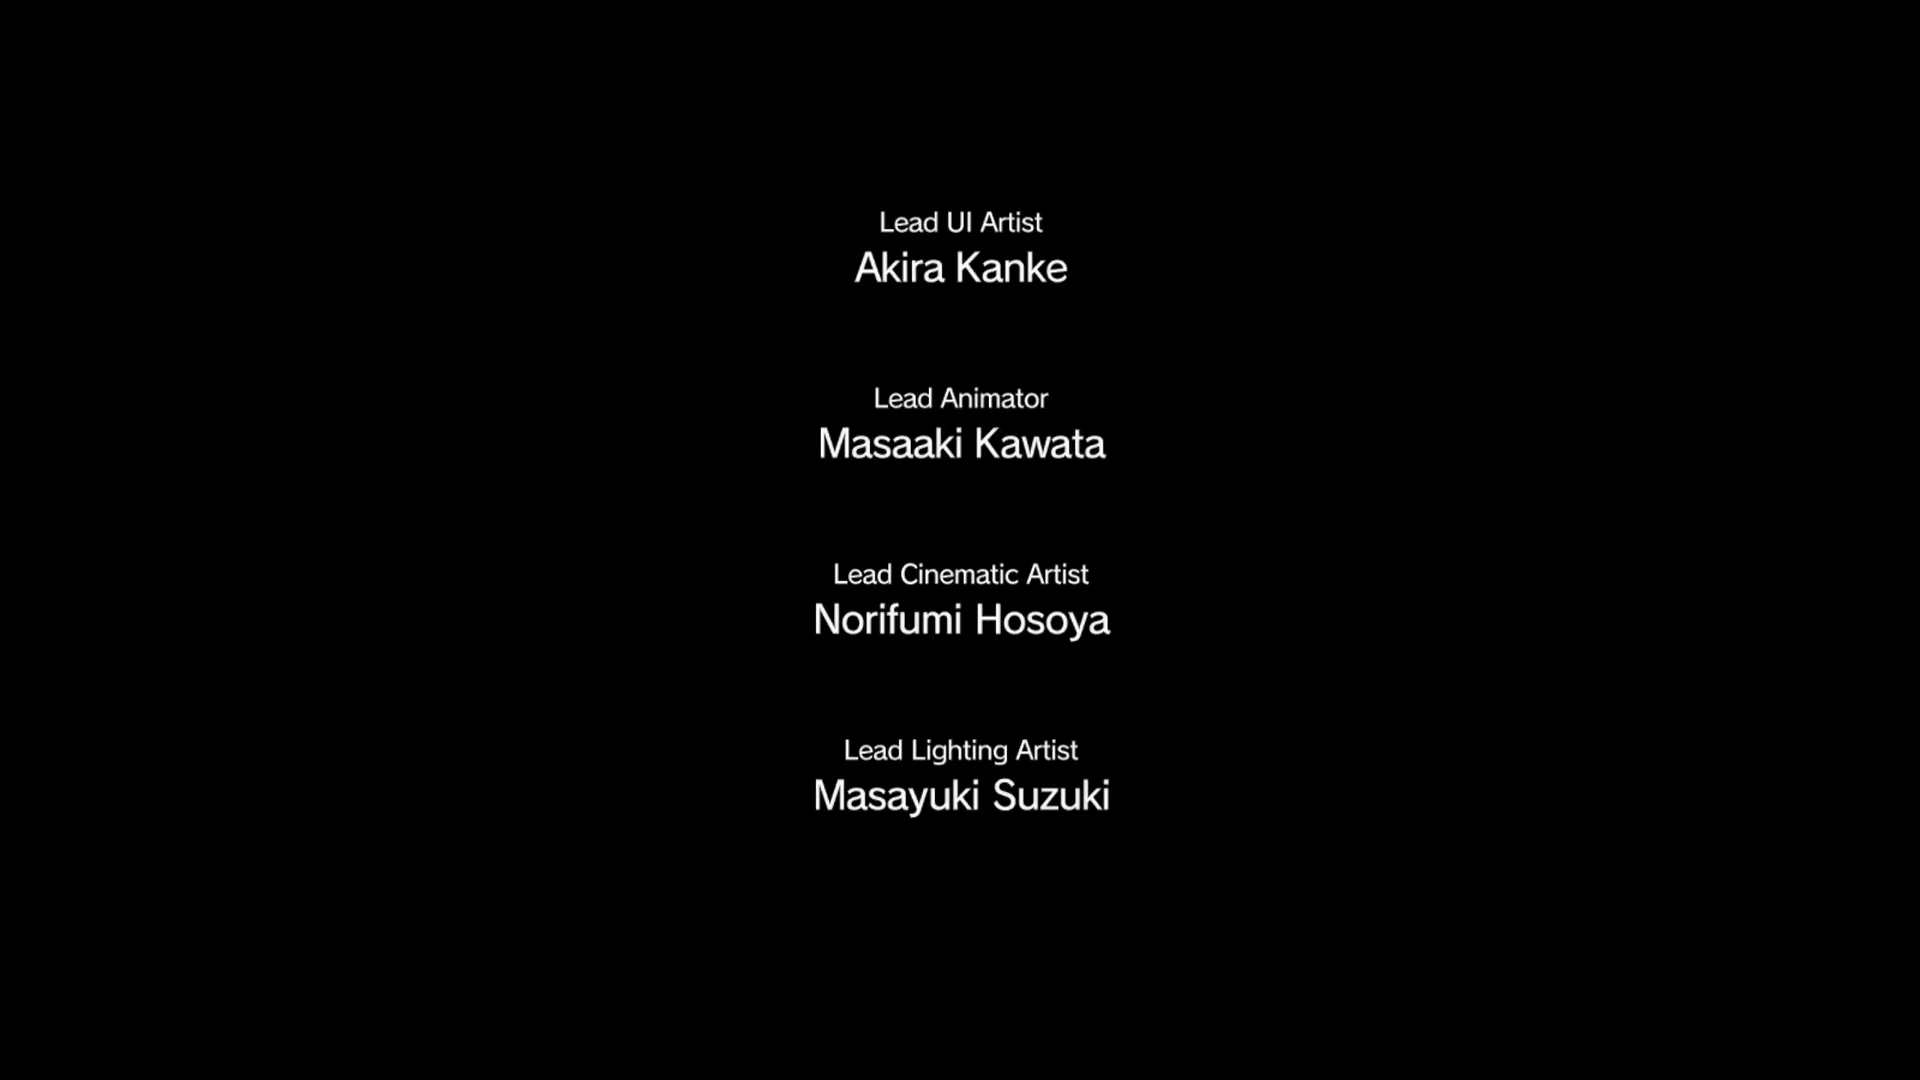 Lead UI Artist
Akira Kanke
Lead Animator
Masaaki Kawata
Lead Cinematic Artist
Norifumi Hosoya
Lead Lighting Artist
Masayuki Suzuki